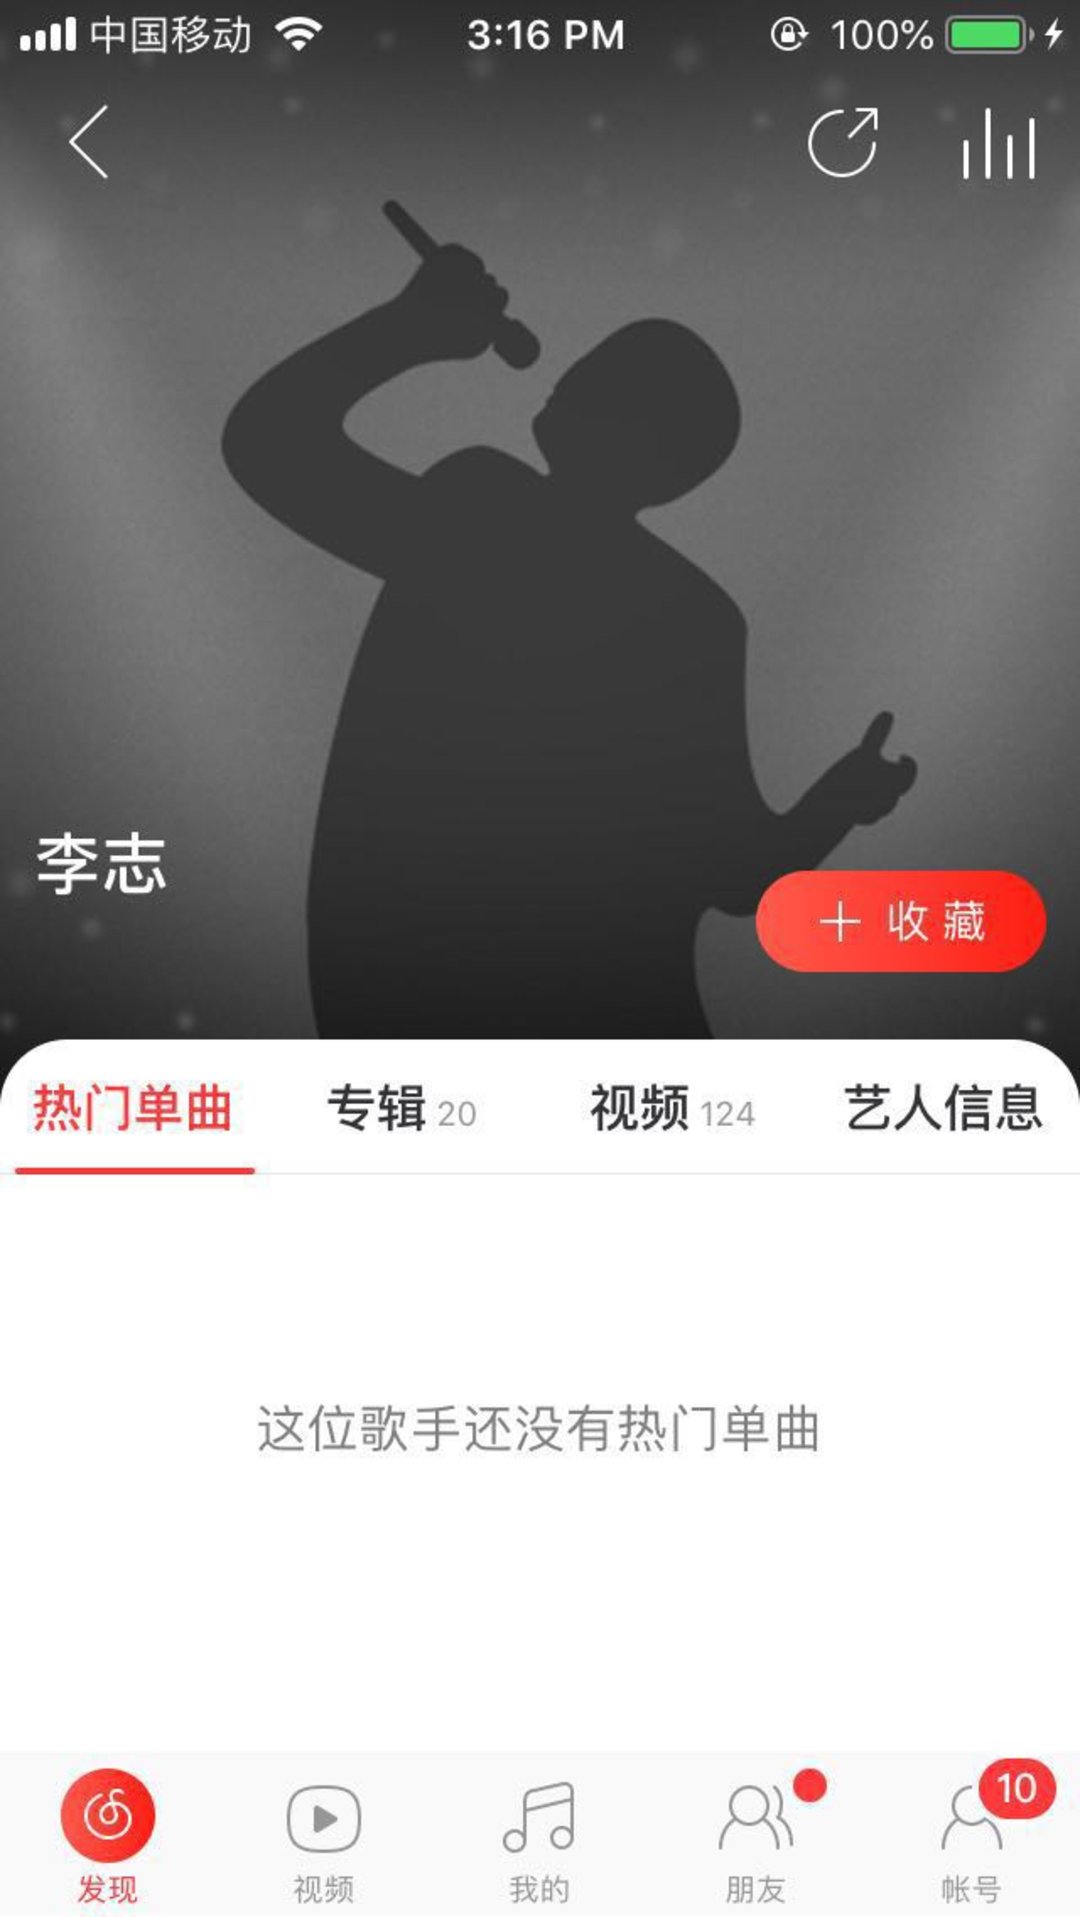 中国移动 3:16 PM 100%
李志
+ 收藏
热门单曲 专辑 20 视频 124 艺人信息
这位歌手还没有热门单曲
10
发现 视频 我的 朋友 帐号